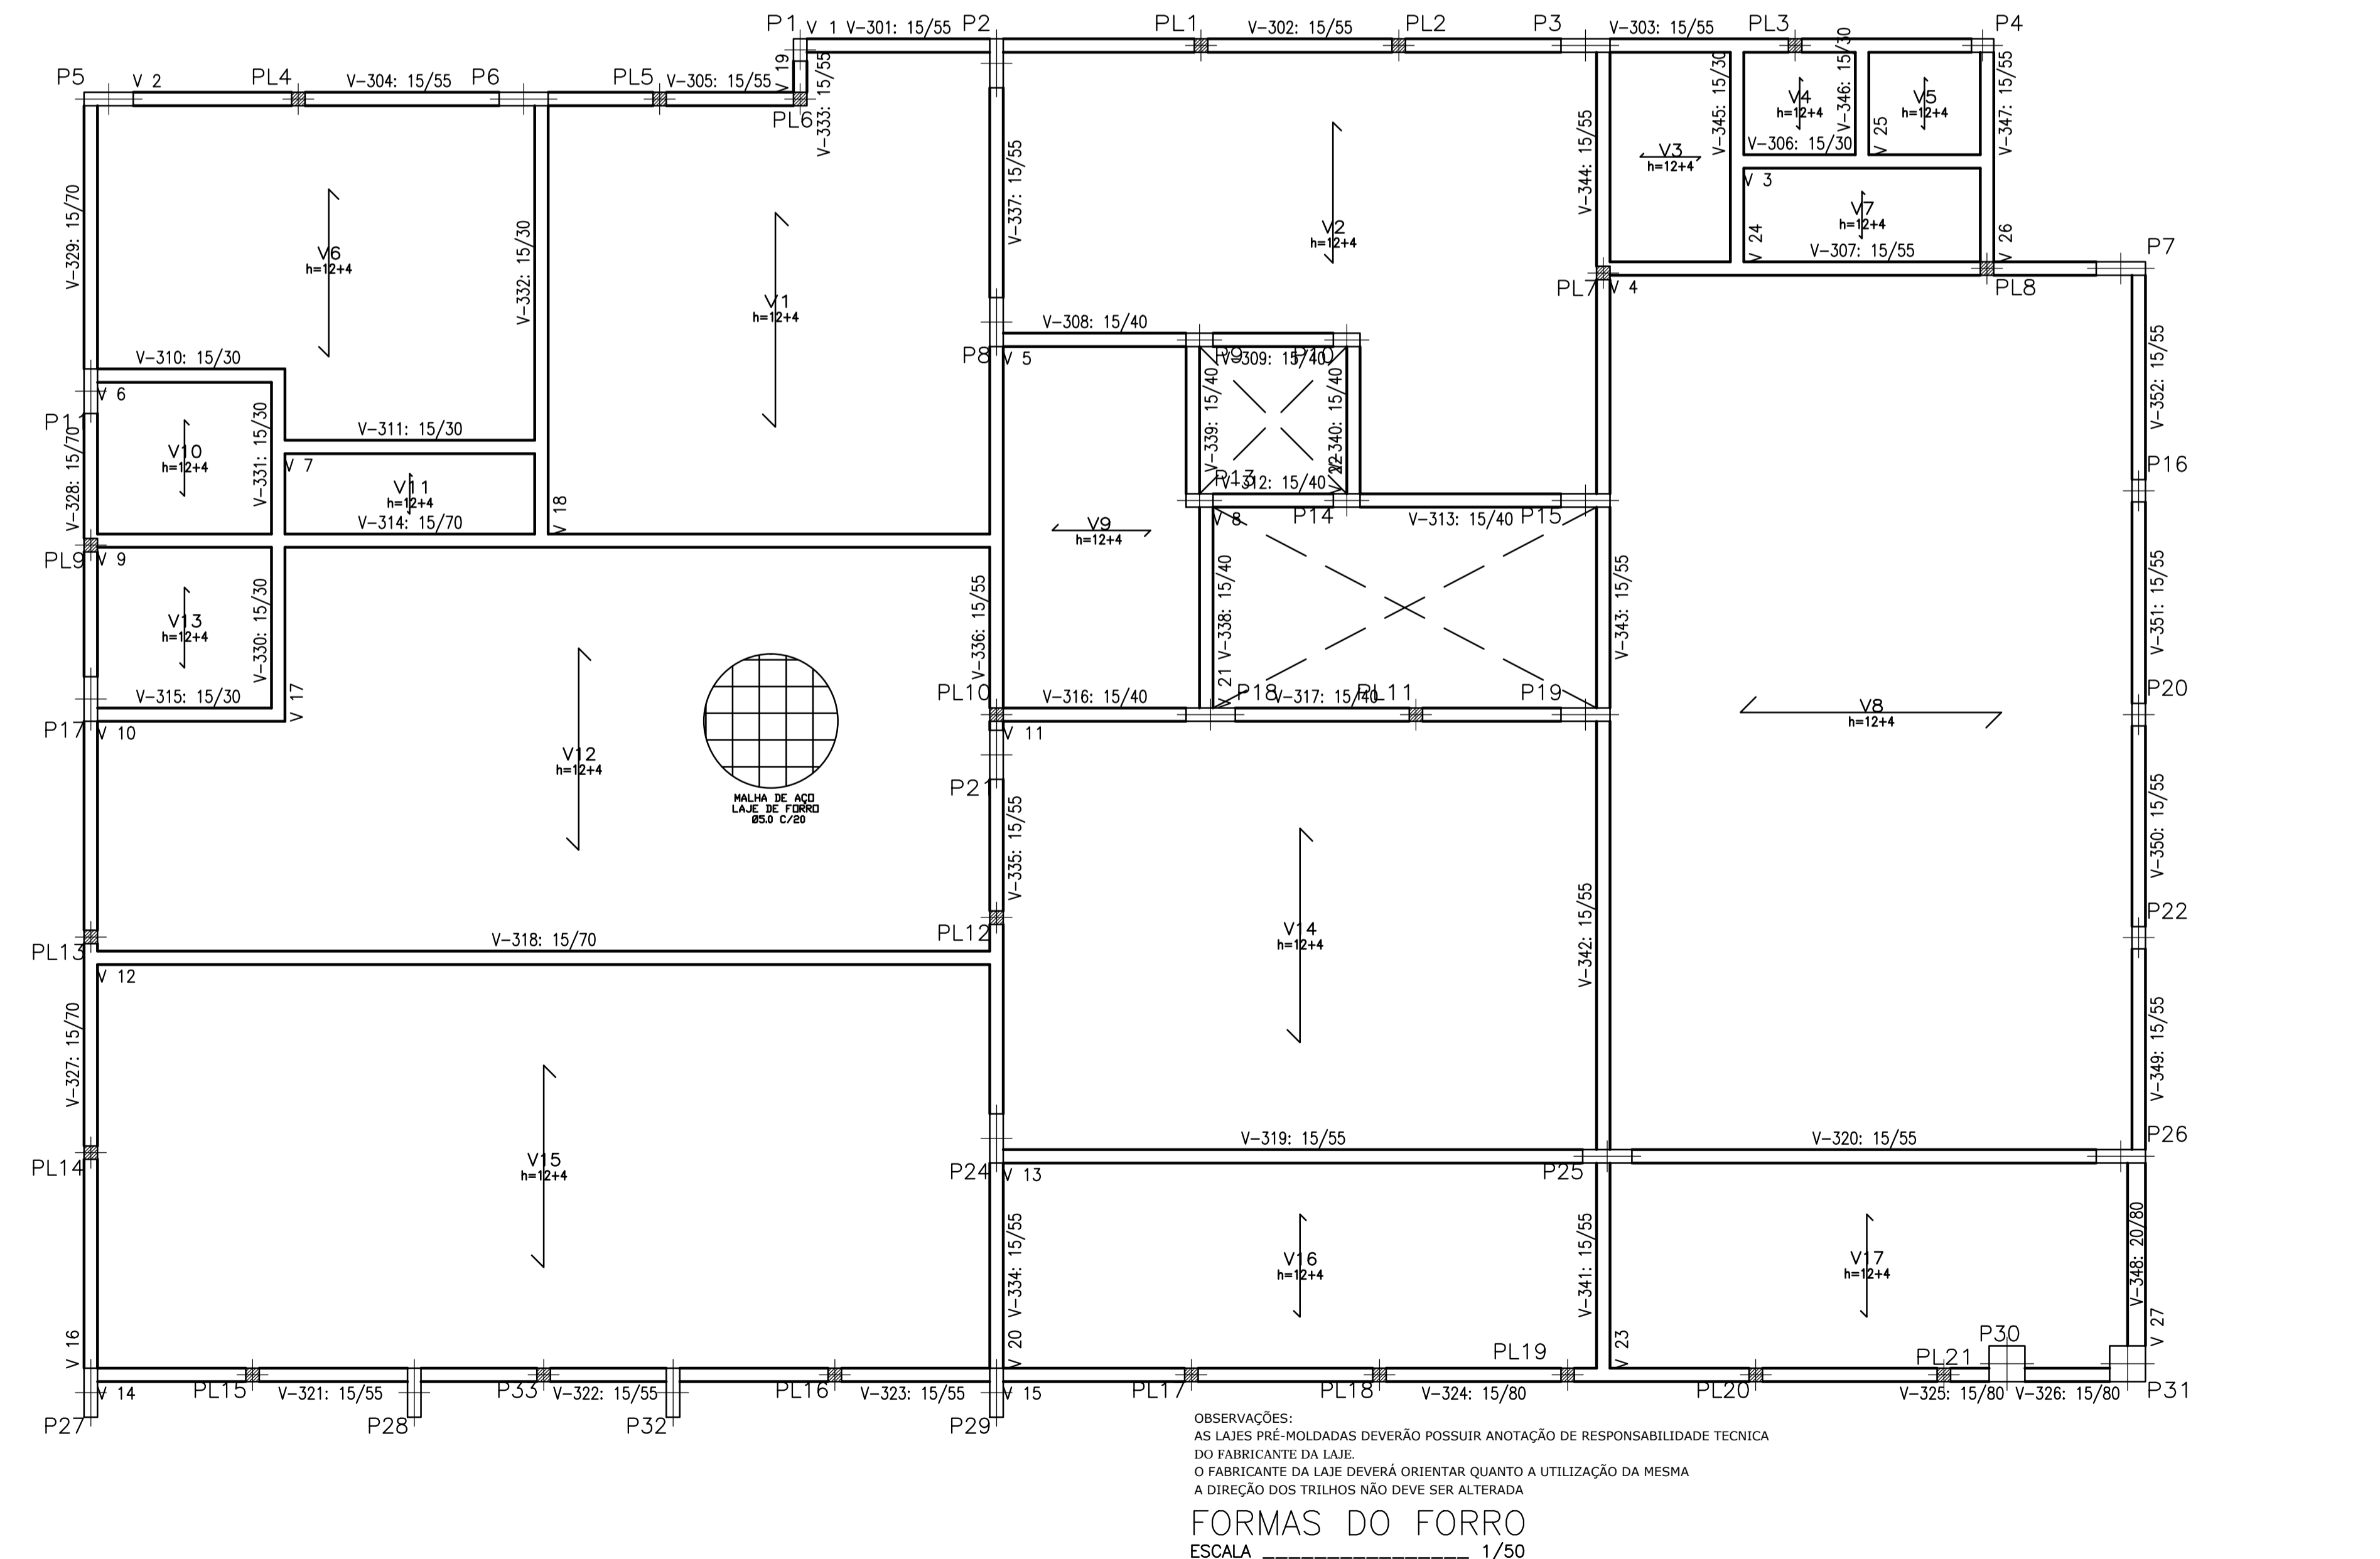 P1
V 1 V-301: 15/55
P2
PL1
V-302: 15/55
PL2
P3
V-303: 15/55
PL3
P4
P5
V 2
PL4
V-304: 15/55
P6
PL5
V-305: 15/55
V 19
V-333: 15/55
PL6
V-345: 15/30
V-346: 15/30
V-347: 15/55
V4
h=12+4
V5
h=12+4
V 25
V-306: 15/30
V3
h=12+4
V-344: 15/55
V-337: 15/55
V 3
V-329: 15/70
V6
h=12+4
V-332: 15/30
V2
h=12+4
V7
h=12+4
V 24
V-307: 15/55
V 26
P7
PL7
V 4
PL8
V1
h=12+4
V-308: 15/40
P8
V 5
P9
V-309: 15/40
P10
V-310: 15/30
V 6
V-339: 15/40
V-340: 15/40
V-352: 15/55
P11
V-328: 15/70
V10
h=12+4
V-331: 15/30
V-311: 15/30
V 7
V11
h=12+4
V-314: 15/70
V 18
V9
h=12+4
P13
V-312: 15/40
V 22
V 8
P14
V-313: 15/40
P15
P16
PL9
V 9
V13
h=12+4
V-330: 15/30
V-336: 15/55
V 21 V-338: 15/40
V-343: 15/55
V-351: 15/55
V-315: 15/30
V 17
P17
V 10
PL10
V-316: 15/40
V 11
P18
V-317: 15/40
PL11
P19
V8
h=12+4
P20
V12
h=12+4
MALHA DE AÇO
LAJE DE FORRO
Ø5.0 C/20
P21
V-335: 15/55
V-350: 15/55
PL12
V14
h=12+4
V-342: 15/55
P22
PL13
V-318: 15/70
V 12
V-327: 15/70
V-349: 15/55
PL14
V15
h=12+4
P24
V 13
V-319: 15/55
P25
V-320: 15/55
P26
V-334: 15/55
V16
h=12+4
V-341: 15/55
V17
h=12+4
V-348: 20/80
V 16
V 20
PL19
V 23
P30
V 27
PL21
V 14
PL15
V-321: 15/55
P33
V-322: 15/55
PL16
V-323: 15/55
V 15
PL17
PL18
V-324: 15/80
PL20
V-325: 15/80
V-326: 15/80
P31
P27
P28
P32
P29
OBSERVAÇÕES:
AS LAJES PRÉ-MOLDADAS DEVERÃO POSSUIR ANOTAÇÃO DE RESPONSABILIDADE TECNICA
DO FABRICANTE DA LAJE.
O FABRICANTE DA LAJE DEVERÁ ORIENTAR QUANTO A UTILIZAÇÃO DA MESMA
A DIREÇÃO DOS TRILHOS NÃO DEVE SER ALTERADA
FORMAS DO FORRO
ESCALA ________________ 1/50